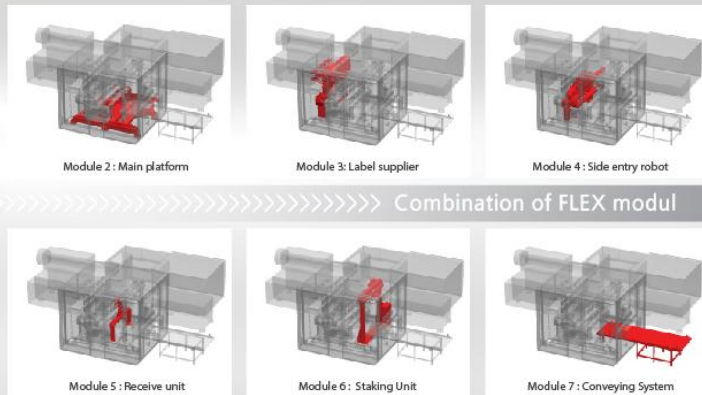 Module 2 : Main platform
Module 3: Label supplier
Module 4 : Side entry robot
Combination of FLEX modul
Module 5 : Receive unit
Module 6 : Staking Unit
Module 7 : Conveying System